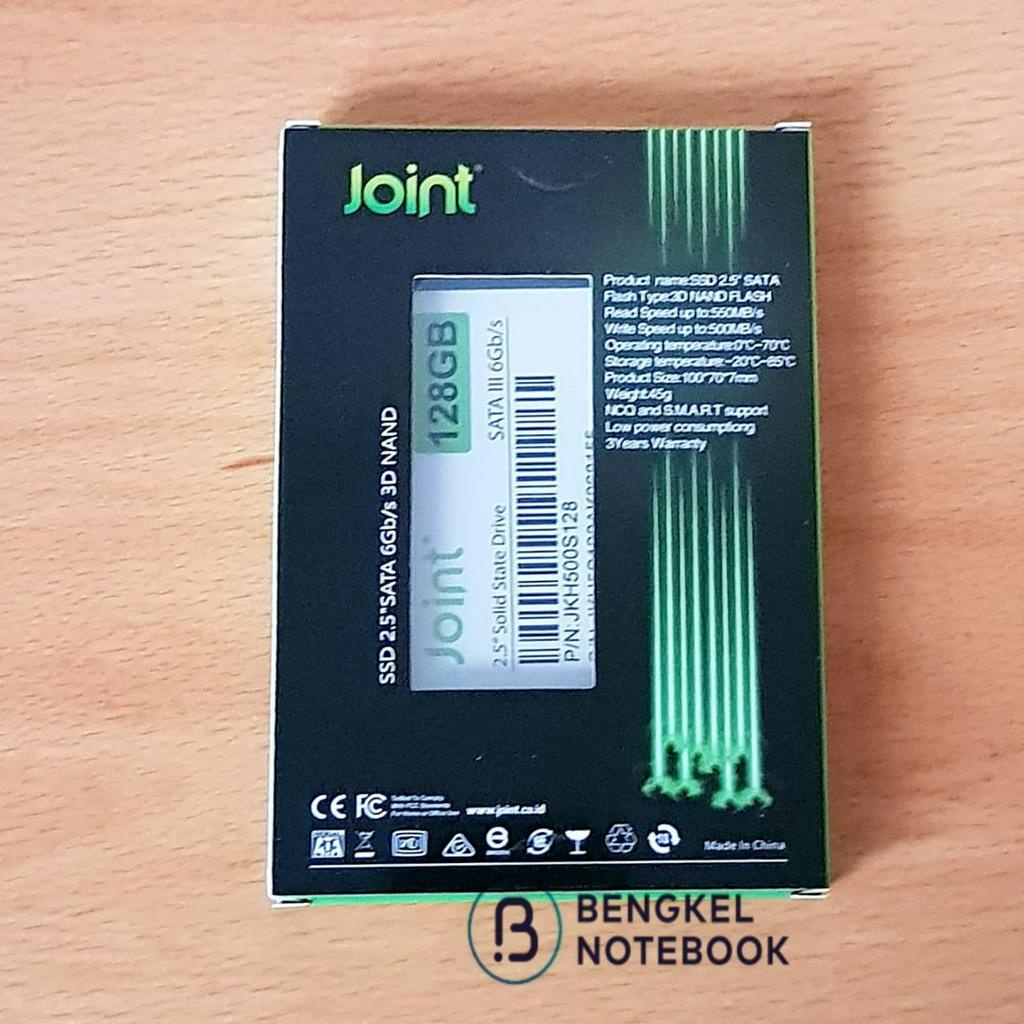 Joint
Product name:SSD 2.5" SATA
Flash Type:3D NAND FLASH
Read Speed up to:550MB/s
Write Speed up to:500MB/s
Operating temperature:0℃~70℃
Storage temperature:-20℃~85℃
Product Size:100*70*7mm
Weight:45g
NCQ and S.M.A.R.T support
Low power consumptiong
3Years Warranty
SSD 2.5"SATA 6Gb/s 3D NAND
Joint 128GB
2.5" Solid State Drive SATA III 6Gb/s
P/N:JKH500S128
CE FC
www.joint.co.id
Made in China
BENGKEL
NOTEBOOK